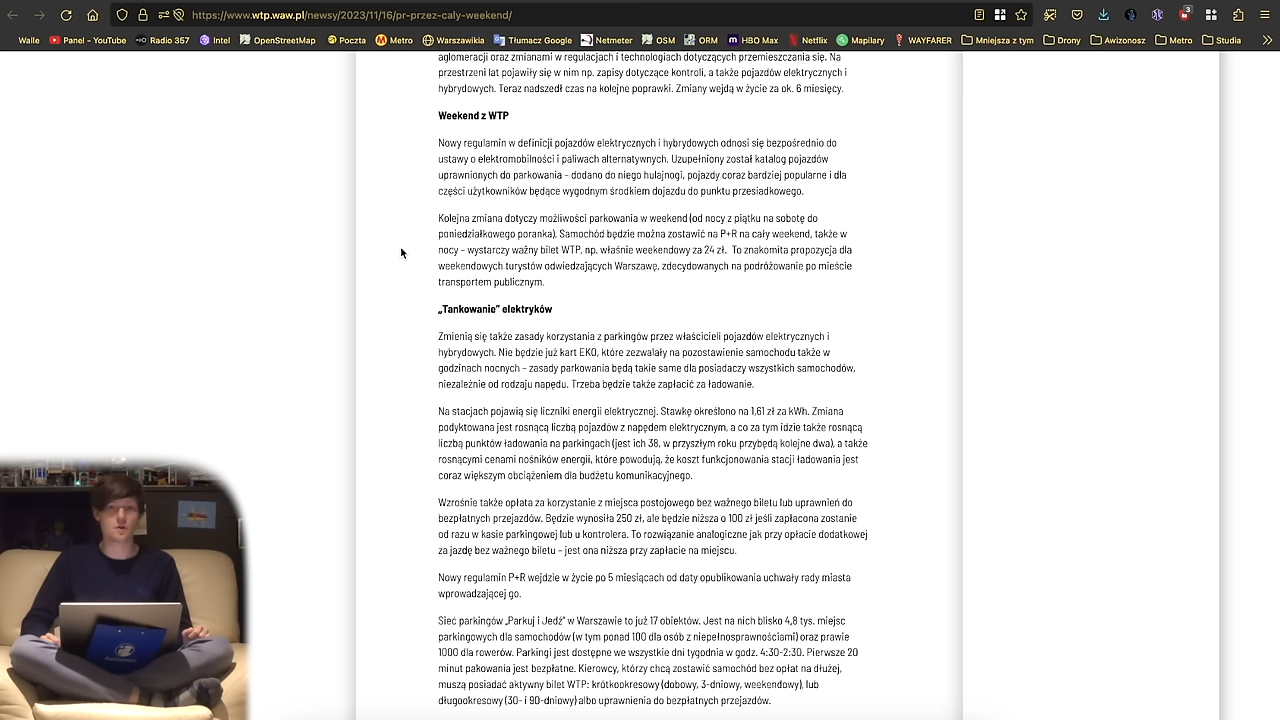 https://www.wtp.waw.pl/newsy/2023/11/16/pr-przez-caly-weekend/
3
Walle Panel - YouTube Radio 357 Intel OpenStreetMap Poczta Metro Warszawikia Tłumacz Google Netmeter OSM ORM HBO Max Netflix Mapilary WAYFARER Mniejsza z tym Drony Awizonosz Metro Studia
aglomeracji oraz zmianami w regulacjach i technologiach dotyczących przemieszczania się. Na
przestrzeni lat pojawiły się w nim np. zapisy dotyczące kontroli, a także pojazdów elektrycznych i
hybrydowych. Teraz nadszedł czas na kolejne poprawki. Zmiany wejdą w życie za ok. 6 miesięcy.
Weekend z WTP
Nowy regulamin w definicji pojazdów elektrycznych i hybrydowych odnosi się bezpośrednio do
ustawy o elektromobilności i paliwach alternatywnych. Uzupełniony został katalog pojazdów
uprawnionych do parkowania – dodano do niego hulajnogi, pojazdy coraz bardziej popularne i dla
części użytkowników będące wygodnym środkiem dojazdu do punktu przesiadkowego.
Kolejna zmiana dotyczy możliwości parkowania w weekend (od nocy z piątku na sobotę do
poniedziałkowego poranka). Samochód będzie można zostawić na P+R na cały weekend, także w
nocy – wystarczy ważny bilet WTP, np. właśnie weekendowy za 24 zł. To znakomita propozycja dla
weekendowych turystów odwiedzających Warszawę, zdecydowanych na podróżowanie po mieście
transportem publicznym.
„Tankowanie” elektryków
Zmienią się także zasady korzystania z parkingów przez właścicieli pojazdów elektrycznych i
hybrydowych. Nie będzie już kart EKO, które zezwalały na pozostawienie samochodu także w
godzinach nocnych – zasady parkowania będą takie same dla posiadaczy wszystkich samochodów,
niezależnie od rodzaju napędu. Trzeba będzie także zapłacić za ładowanie.
Na stacjach pojawią się liczniki energii elektrycznej. Stawkę określono na 1,61 zł za kWh. Zmiana
podyktowana jest rosnącą liczbą pojazdów z napędem elektrycznym, a co za tym idzie także rosnącą
liczbą punktów ładowania na parkingach (jest ich 38, w przyszłym roku przybędą kolejne dwa), a także
rosnącymi cenami nośników energii, które powodują, że koszt funkcjonowania stacji ładowania jest
coraz większym obciążeniem dla budżetu komunikacyjnego.
Wzrośnie także opłata za korzystanie z miejsca postojowego bez ważnego biletu lub uprawnień do
bezpłatnych przejazdów. Będzie wynosiła 250 zł, ale będzie niższa o 100 zł jeśli zapłacona zostanie
od razu w kasie parkingowej lub u kontrolera. To rozwiązanie analogiczne jak przy opłacie dodatkowej
za jazdę bez ważnego biletu – jest ona niższa przy zapłacie na miejscu.
Nowy regulamin P+R wejdzie w życie po 5 miesiącach od daty opublikowania uchwały rady miasta
wprowadzającej go.
Sieć parkingów „Parkuj i Jedź” w Warszawie to już 17 obiektów. Jest na nich blisko 4,8 tys. miejsc
parkingowych dla samochodów (w tym ponad 100 dla osób z niepełnosprawnościami) oraz prawie
1000 dla rowerów. Parkingi jest dostępne we wszystkie dni tygodnia w godz. 4:30-2:30. Pierwsze 20
minut pakowania jest bezpłatne. Kierowcy, którzy chcą zostawić samochód bez opłat na dłużej,
muszą posiadać aktywny bilet WTP: krótkookresowy (dobowy, 3-dniowy, weekendowy), lub
długookresowy (30- i 90-dniowy) albo uprawnienia do bezpłatnych przejazdów.